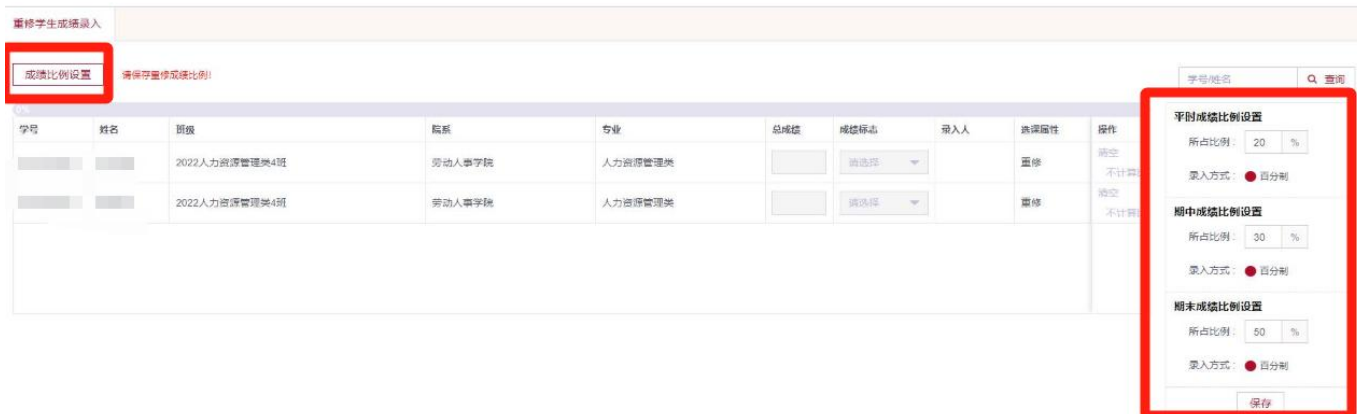 重修学生成绩录入
成绩比例设置 请保存重修成绩比例!
学号/姓名 查询
0%
学号 姓名 班级 院系 专业 总成绩 成绩标志 录入人 选课属性 操作
2022人力资源管理类4班 劳动人事学院 人力资源管理类 请选择 重修 清空
不计算
2022人力资源管理类4班 劳动人事学院 人力资源管理类 请选择 重修 清空
不计算
平时成绩比例设置
所占比例: 20 %
录入方式: 百分制
期中成绩比例设置
所占比例: 30 %
录入方式: 百分制
期末成绩比例设置
所占比例: 50 %
录入方式: 百分制
保存